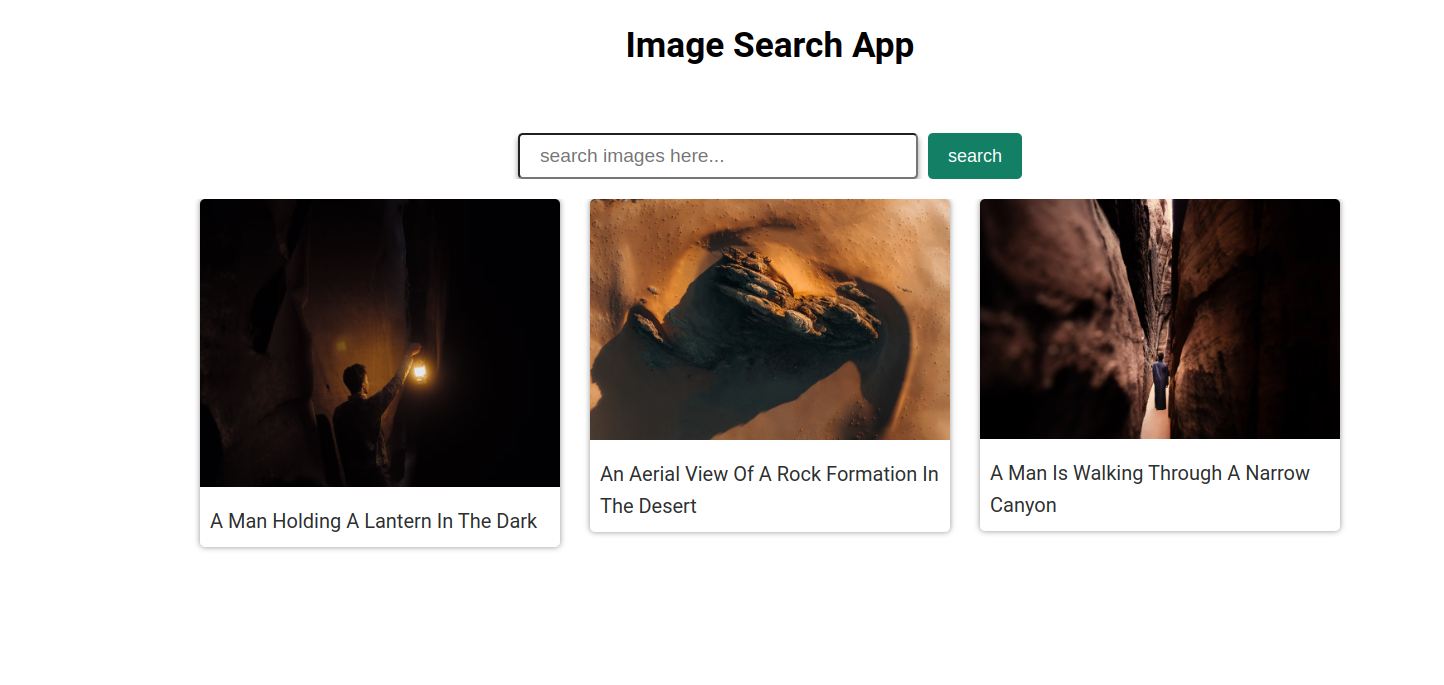 Image Search App
search images here...
search
A Man Holding A Lantern In The Dark
An Aerial View Of A Rock Formation In
The Desert
A Man Is Walking Through A Narrow
Canyon